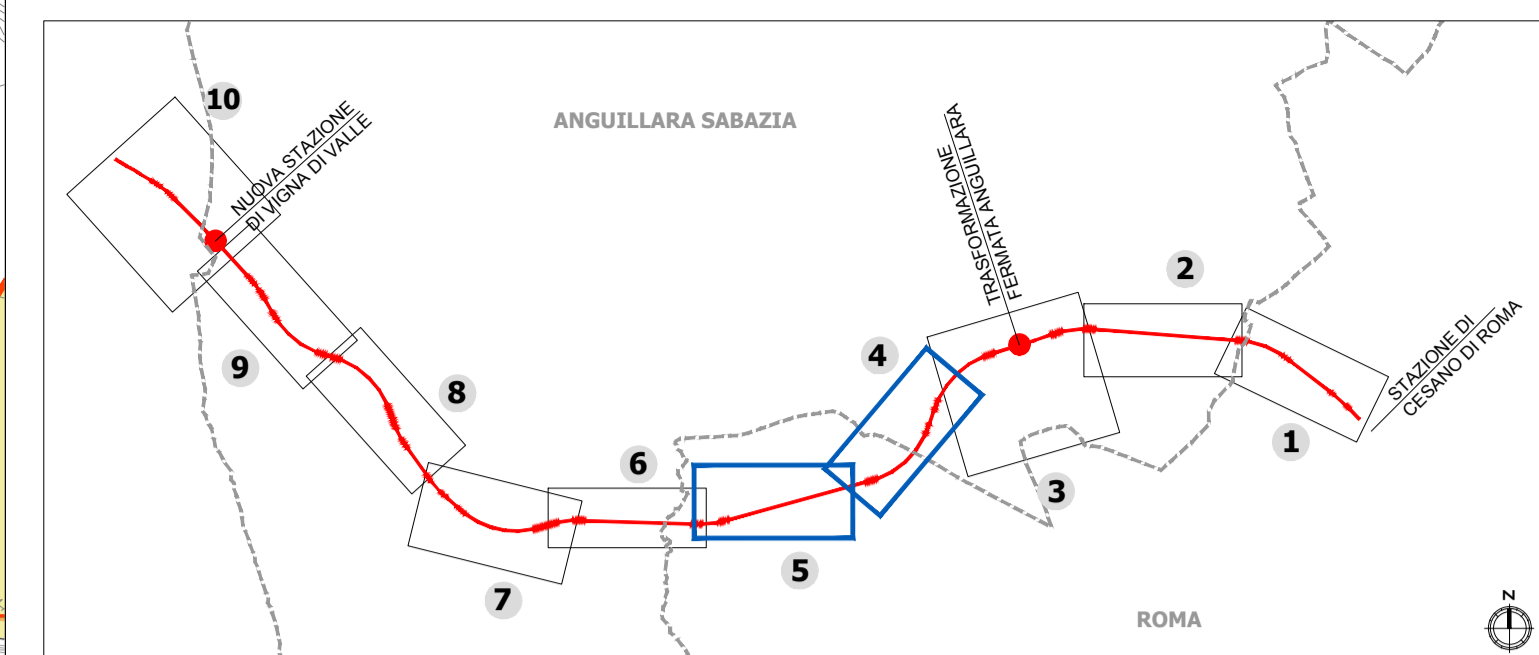 10
NUOVA STAZIONE
DI VIGNA DI VALLE
ANGUILLARA SABAZIA
TRASFORMAZIONE
FERMATA ANGUILLARA
2
STAZIONE DI
CESANO DI ROMA
4
9
8
1
6
3
5
7
ROMA
N